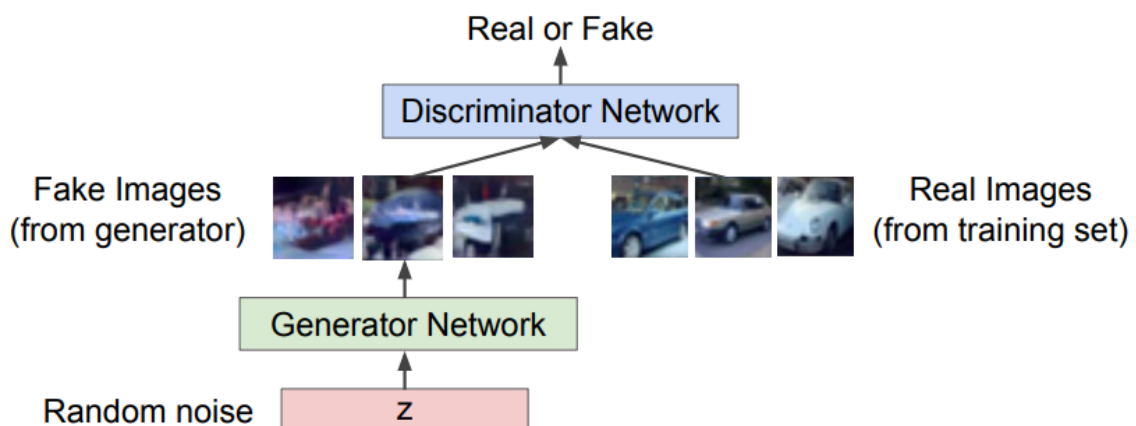 Real or Fake
Discriminator Network
Fake Images
(from generator)
Real Images
(from training set)
Generator Network
Random noise
z